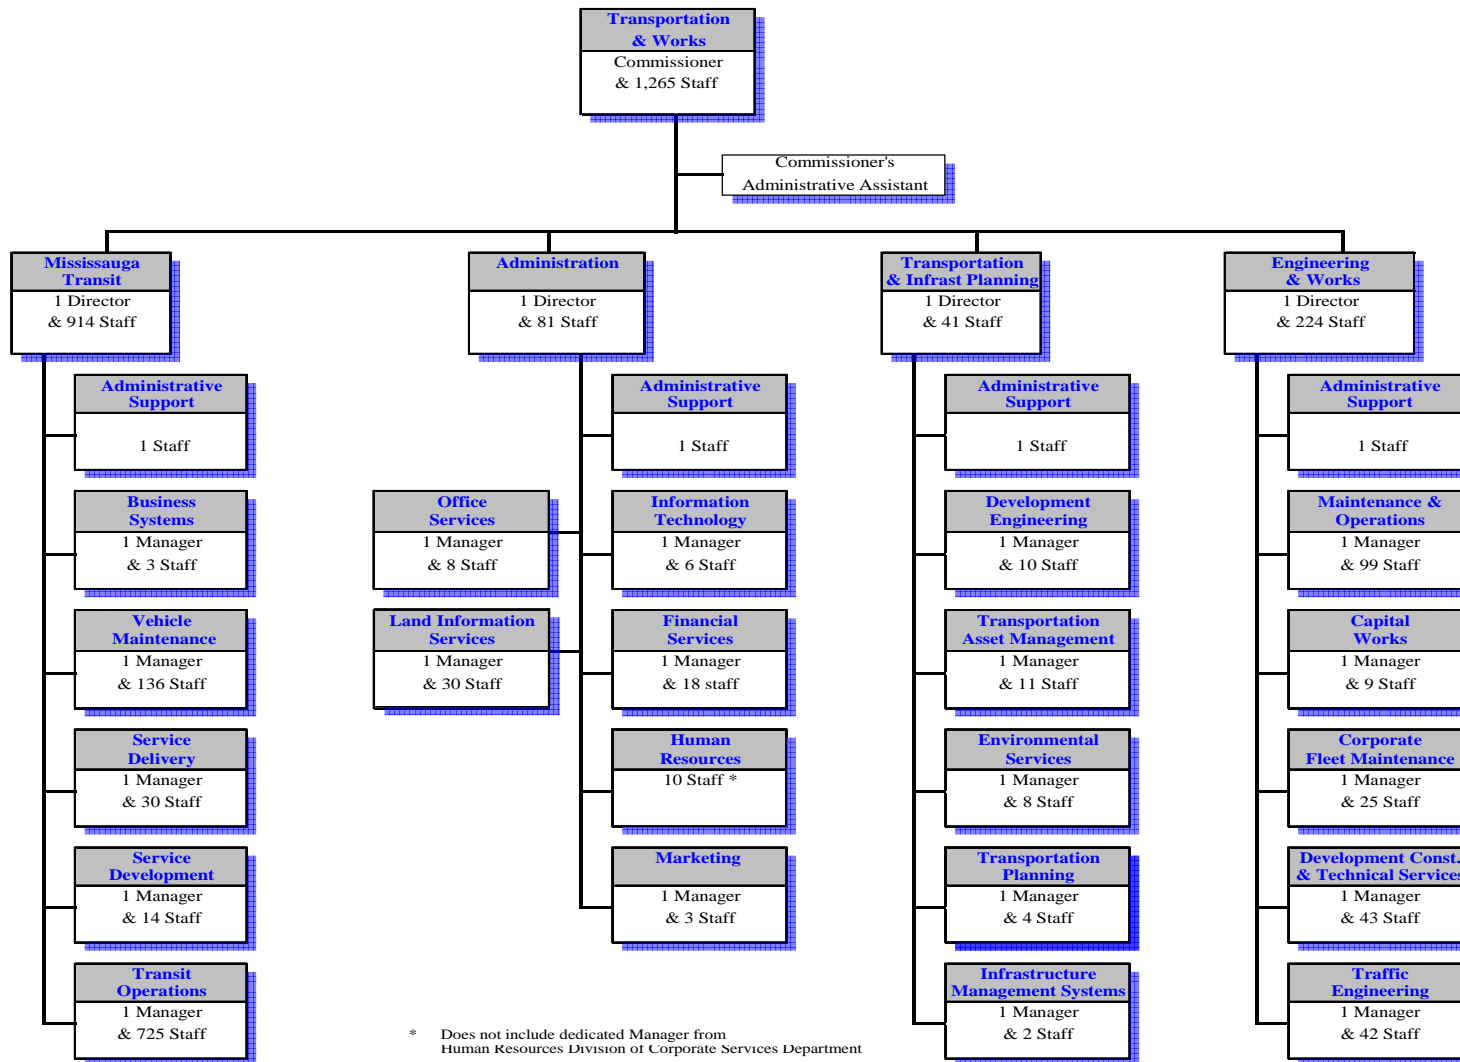 Transportation
& Works
Commissioner
& 1,265 Staff
Commissioner's
Administrative Assistant
Mississauga
Transit
1 Director
& 914 Staff
Administrative
Support
1 Staff
Business
Systems
1 Manager
& 3 Staff
Vehicle
Maintenance
1 Manager
& 136 Staff
Service
Delivery
1 Manager
& 30 Staff
Service
Development
1 Manager
& 14 Staff
Transit
Operations
1 Manager
& 725 Staff
Administration
1 Director
& 81 Staff
Office
Services
1 Manager
& 8 Staff
Land Information
Services
1 Manager
& 30 Staff
Administrative
Support
1 Staff
Information
Technology
1 Manager
& 6 Staff
Financial
Services
1 Manager
& 18 staff
Human
Resources
10 Staff *
Marketing
1 Manager
& 3 Staff
Transportation
& Infrast Planning
1 Director
& 41 Staff
Administrative
Support
1 Staff
Development
Engineering
1 Manager
& 10 Staff
Transportation
Asset Management
1 Manager
& 11 Staff
Environmental
Services
1 Manager
& 8 Staff
Transportation
Planning
1 Manager
& 4 Staff
Infrastructure
Management Systems
1 Manager
& 2 Staff
Engineering
& Works
1 Director
& 224 Staff
Administrative
Support
1 Staff
Maintenance &
Operations
1 Manager
& 99 Staff
Capital
Works
1 Manager
& 9 Staff
Corporate
Fleet Maintenance
1 Manager
& 25 Staff
Development Const.
& Technical Services
1 Manager
& 43 Staff
Traffic
Engineering
1 Manager
& 42 Staff
* Does not include dedicated Manager from
Human Resources Division of Corporate Services Department